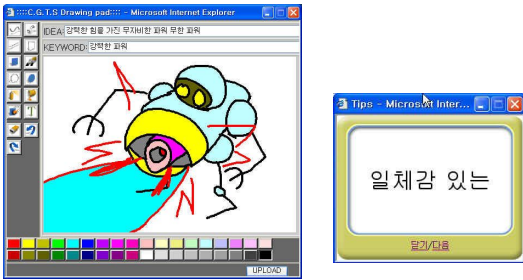 ::::C.G.T.S Drawing pad:::: - Microsoft Internet Explorer
IDEA: 강력한 힘을 가진 무자비한 파워 무한 파워
KEYWORD: 강력한 파워
UPLOAD
Tips - Microsoft Inter...
일체감 있는
닫기/다음